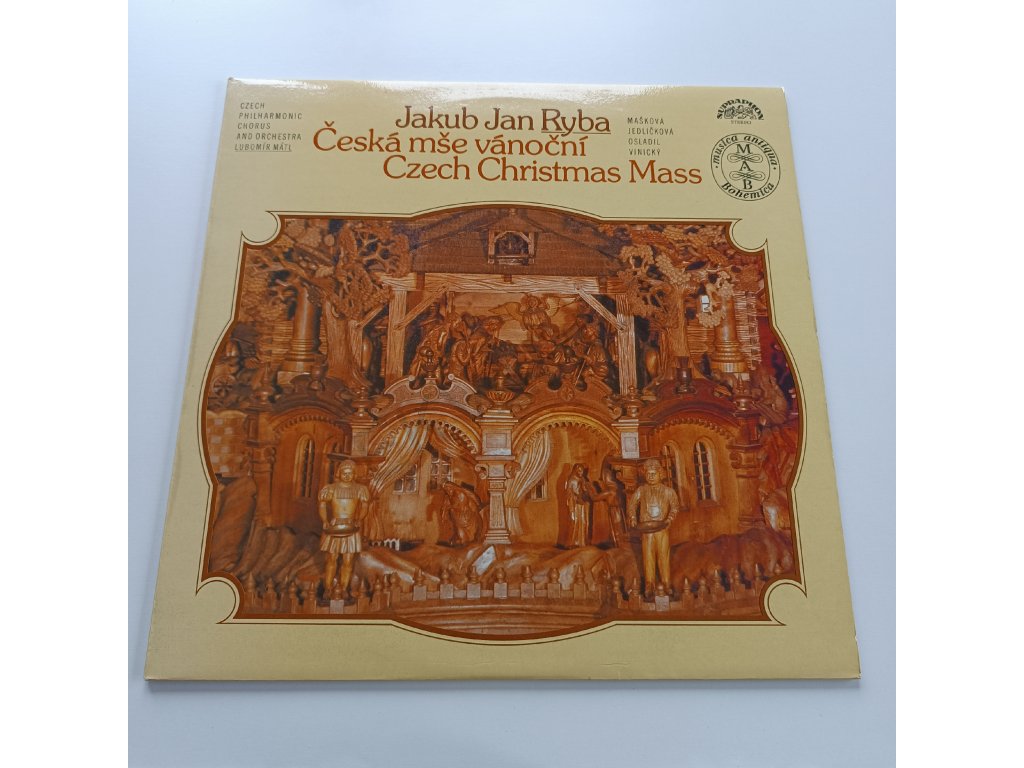 CZECH
PHILHARMONIC
CHORUS
AND ORCHESTRA
LUBOMÍR MÁTL
Jakub Jan Ryba
Česká mše vánoční
Czech Christmas Mass
MAŠKOVÁ
JEDLIČKOVÁ
OSLADIL
VINICKÝ
SUPRAPHON
STEREO
musica antiqua
M
A
B
Bohemica